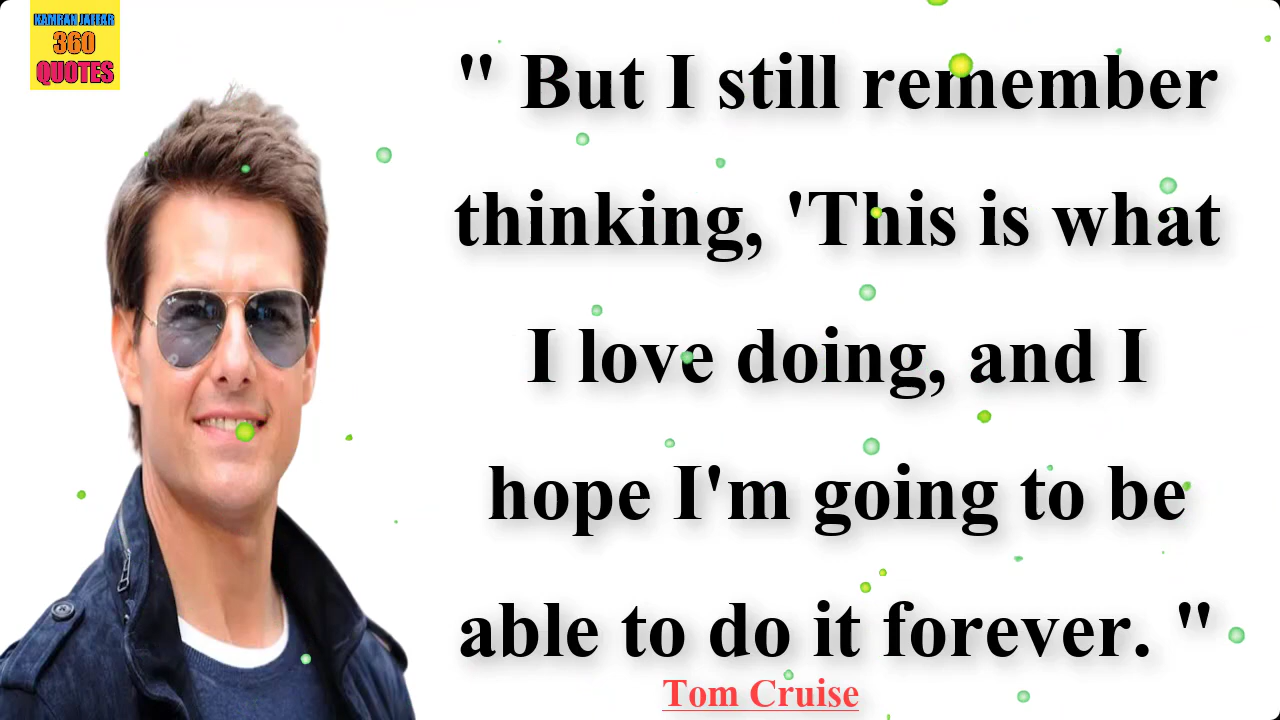 KAMRAN JAFFAR
360
QUOTES
" But I still remember
thinking, 'This is what
I love doing, and I
hope I'm going to be
able to do it forever. "
Tom Cruise